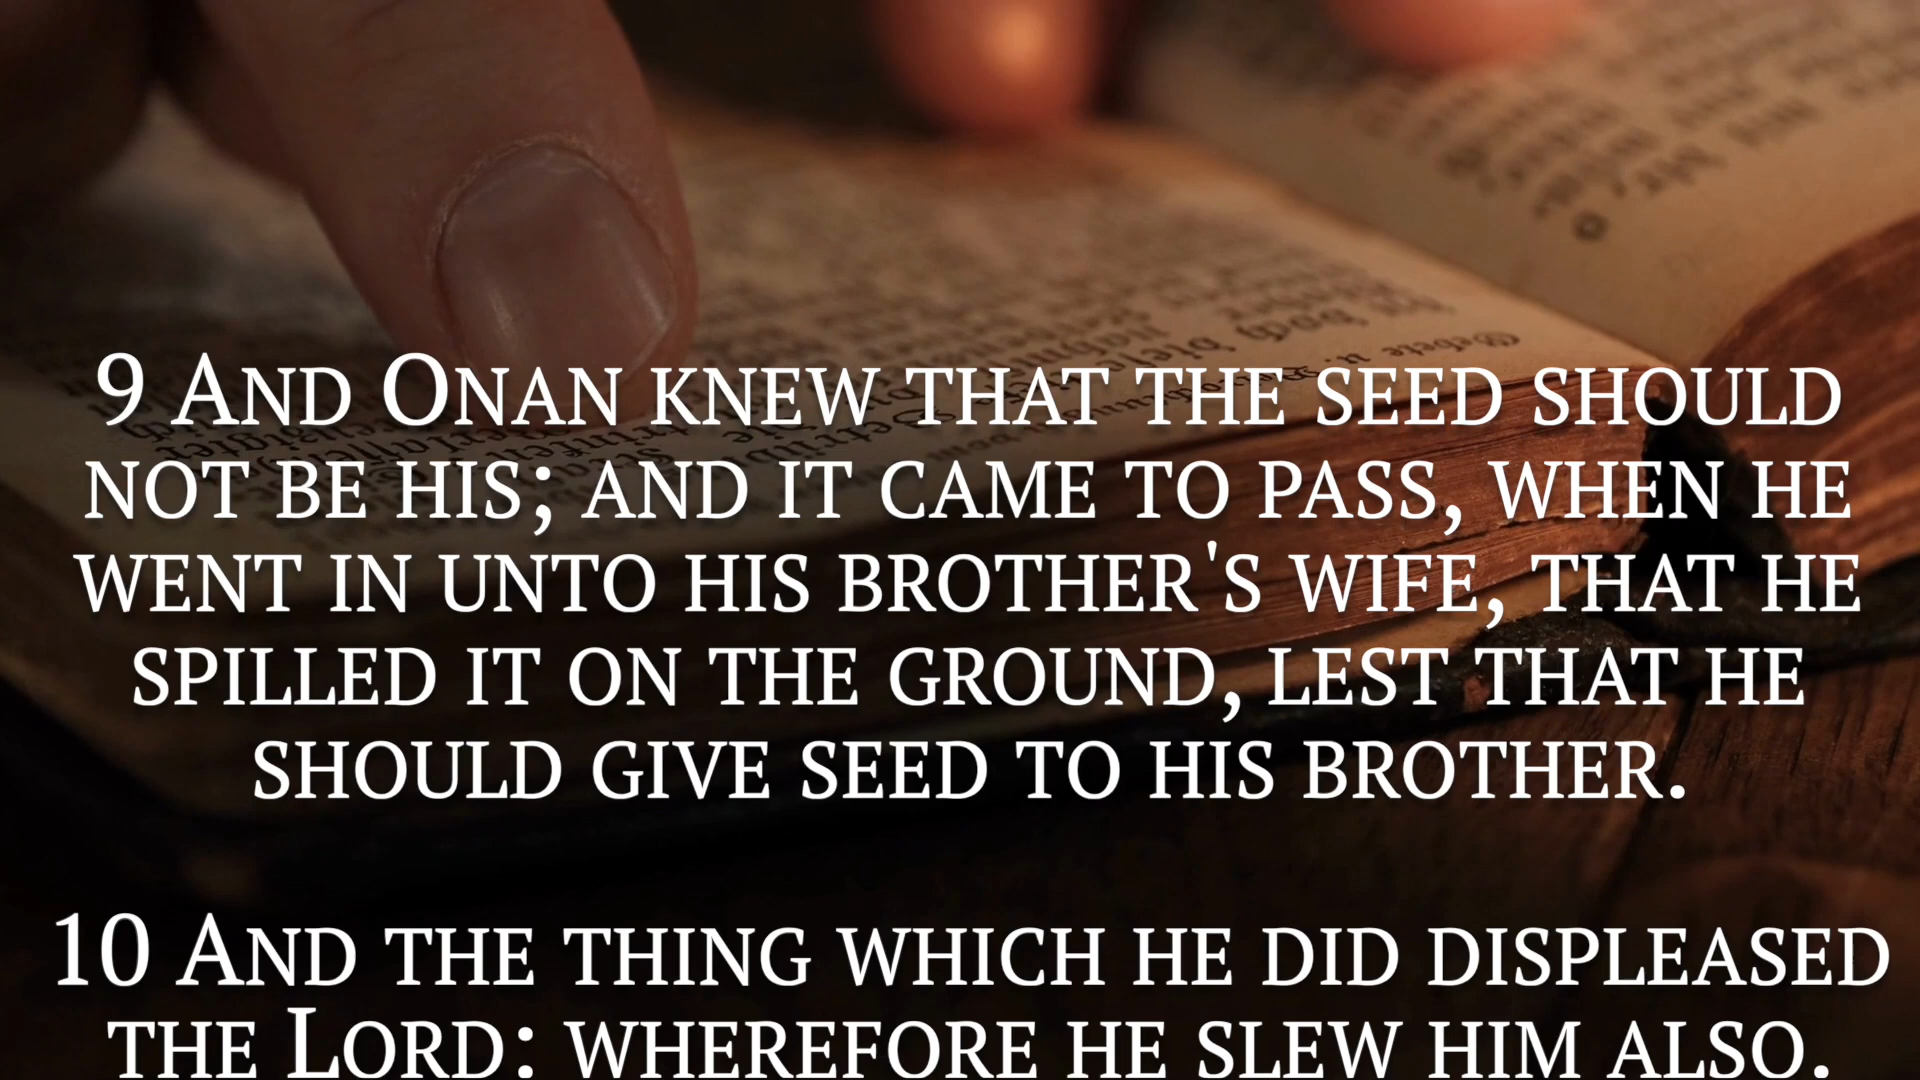 9 And Onan knew that the seed should
not be his; and it came to pass, when he
went in unto his brother's wife, that he
spilled it on the ground, lest that he
should give seed to his brother.
10 And the thing which he did displeased
the Lord: wherefore he slew him also.